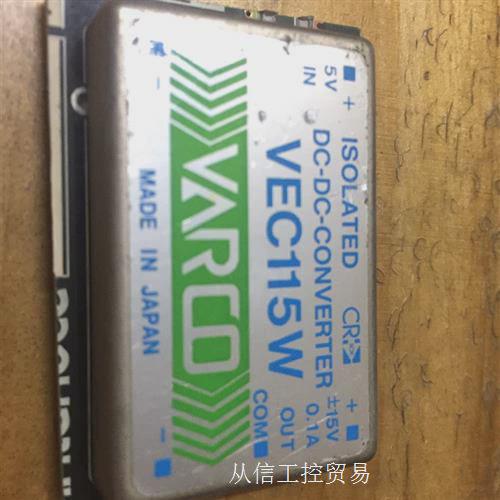 ISOLATED
DC-DC-CONVERTER
VEC115W
5V
IN
+
-
+
-
±15V
0.1A
OUT
COM
VARCO
MADE IN JAPAN
从信工控贸易